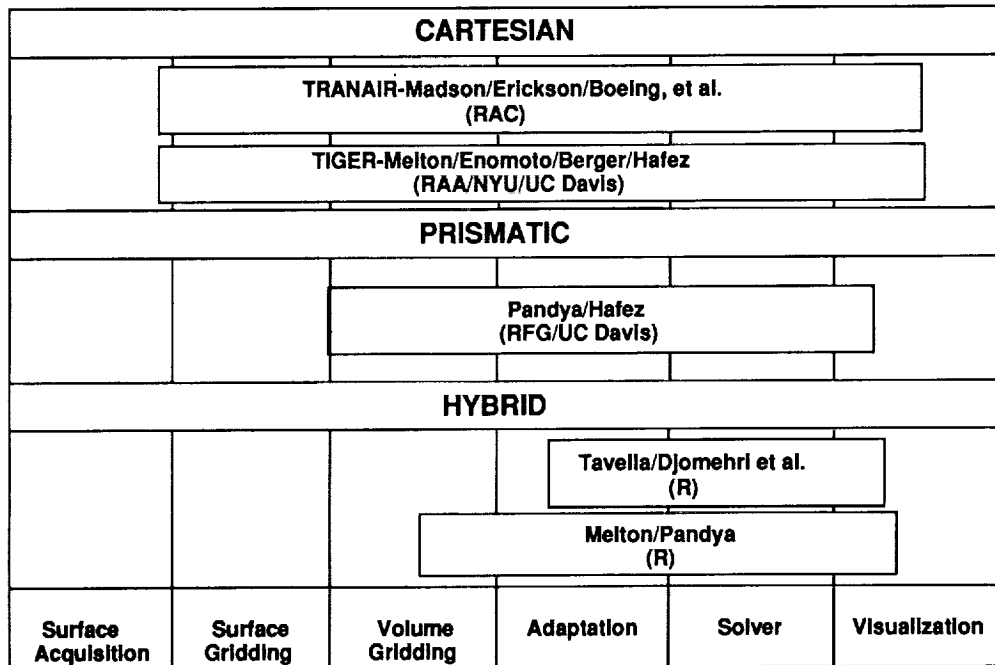 CARTESIAN
TRANAIR-Madson/Erickson/Boeing, et al.
(RAC)
TIGER-Melton/Enomoto/Berger/Hafez
(RAA/NYU/UC Davis)
PRISMATIC
Pandya/Hafez
(RFG/UC Davis)
HYBRID
Tavella/Djomehri et al.
(R)
Melton/Pandya
(R)
Surface
Acquisition
Surface
Gridding
Volume
Gridding
Adaptation
Solver
Visualization